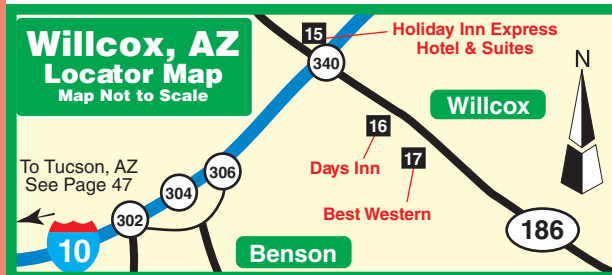 Willcox, AZ
Locator Map
Map Not to Scale
15
Holiday Inn Express
Hotel & Suites
340
N
Willcox
16
17
Days Inn
Best Western
To Tucson, AZ
See Page 47
306
304
302
10
Benson
186